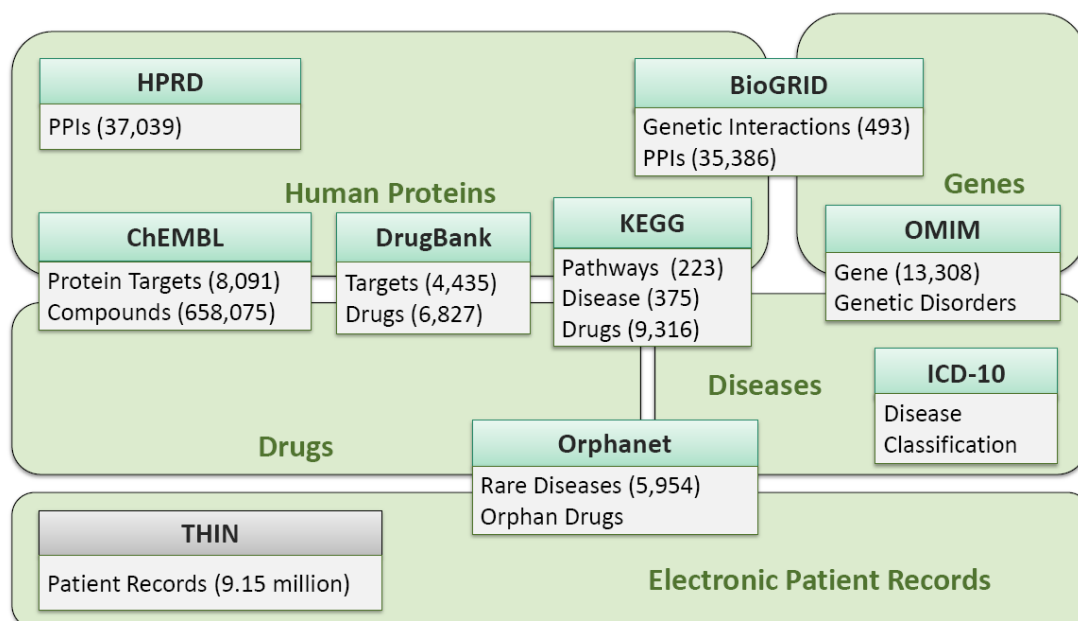 HPRD
PPIs (37,039)
BioGRID
Genetic Interactions (493)
PPIs (35,386)
Human Proteins
Genes
ChEMBL
Protein Targets (8,091)
Compounds (658,075)
DrugBank
Targets (4,435)
Drugs (6,827)
KEGG
Pathways (223)
Disease (375)
Drugs (9,316)
OMIM
Gene (13,308)
Genetic Disorders
Diseases
ICD-10
Disease
Classification
Drugs
Orphanet
Rare Diseases (5,954)
Orphan Drugs
THIN
Patient Records (9.15 million)
Electronic Patient Records